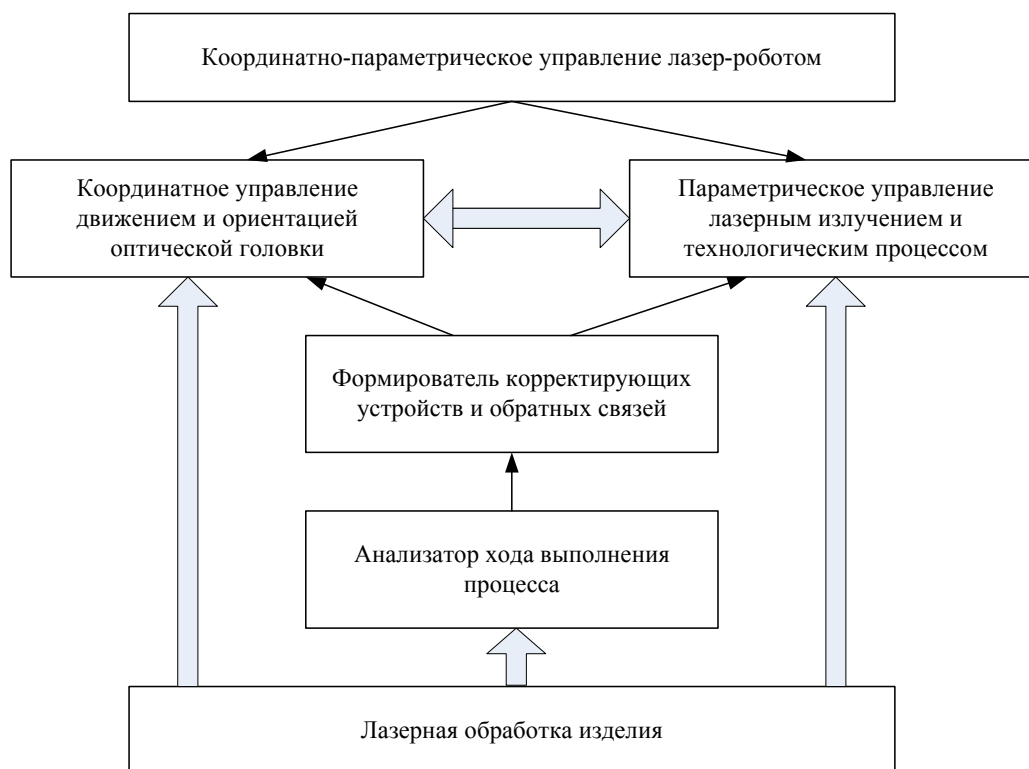 Координатно-параметрическое управление лазер-роботом
Координатное управление
движением и ориентацией
оптической головки
Параметрическое управление
лазерным излучением и
технологическим процессом
Формирователь корректирующих
устройств и обратных связей
Анализатор хода выполнения
процесса
Лазерная обработка изделия